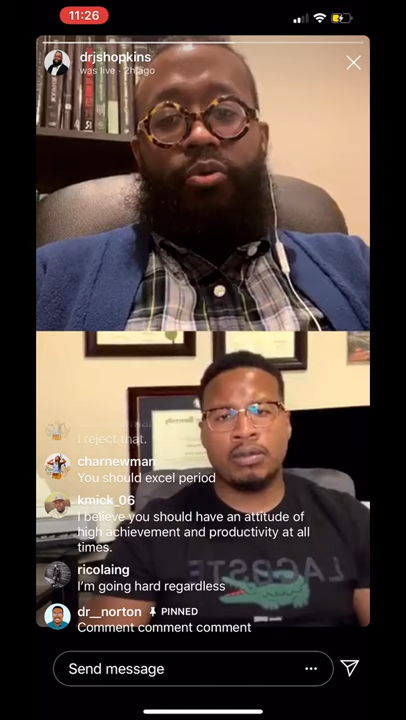 11:26
drjshopkins
was live · 2h ago
I reject that.
charnewman
You should excel period
kmick_06
I believe you should have an attitude of
high achievement and productivity at all
times.
ricolaing
I'm going hard regardless
dr__norton PINNED
Comment comment comment
LACOSTE
Send message